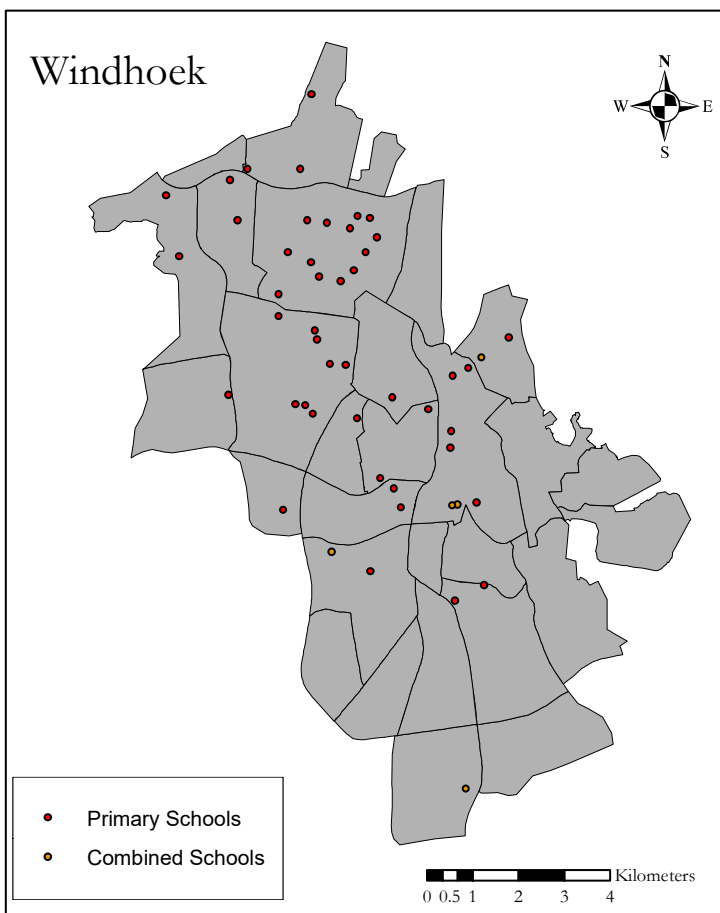 Windhoek
N
W E
S
Primary Schools
Combined Schools
Kilometers
0 0.5 1 2 3 4